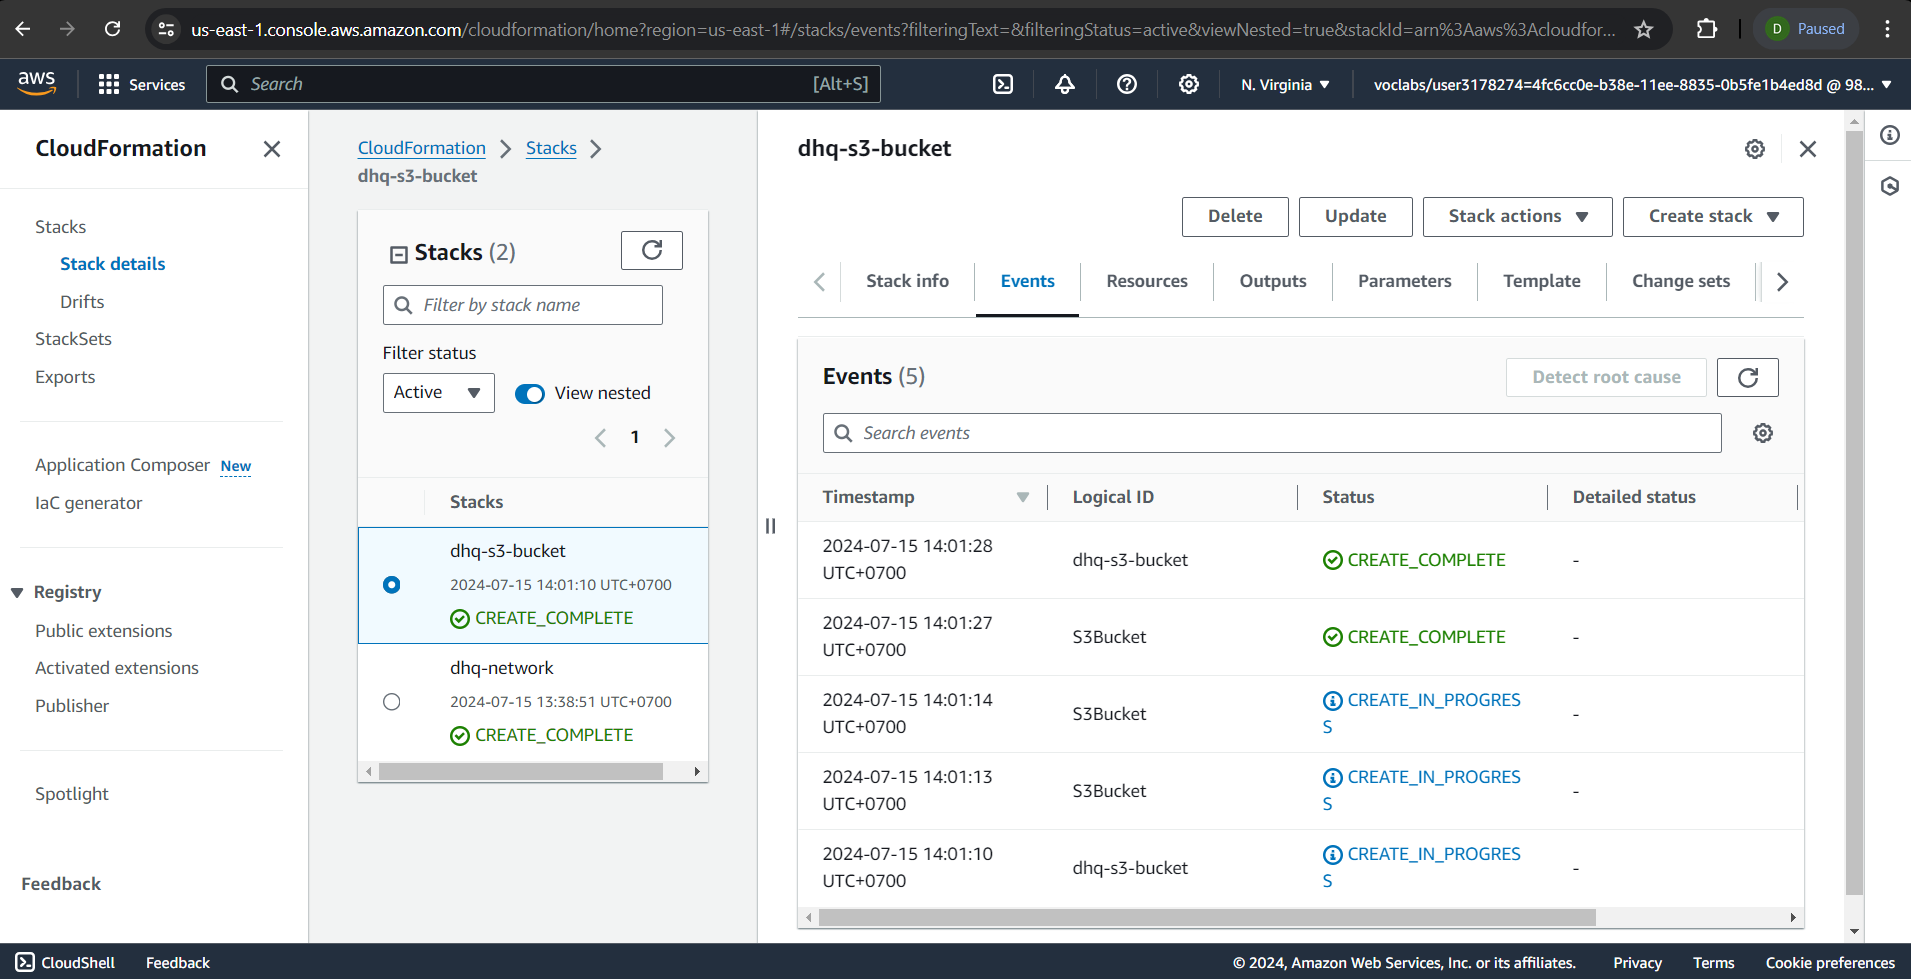 us-east-1.console.aws.amazon.com/cloudformation/home?region=us-east-1#/stacks/events?filteringText=&filteringStatus=active&viewNested=true&stackId=arn%3Aaws%3Acloudfor...
D Paused
aws
Services
Search [Alt+S]
N. Virginia
voclabs/user3178274=4fc6cc0e-b38e-11ee-8835-0b5fe1b4ed8d @ 98...
CloudFormation
Stacks
Stack details
Drifts
StackSets
Exports
Application Composer New
IaC generator
Registry
Public extensions
Activated extensions
Publisher
Spotlight
Feedback
CloudFormation
Stacks
dhq-s3-bucket
Stacks (2)
Filter by stack name
Filter status
Active
View nested
1
Stacks
dhq-s3-bucket
2024-07-15 14:01:10 UTC+0700
CREATE_COMPLETE
dhq-network
2024-07-15 13:38:51 UTC+0700
CREATE_COMPLETE
dhq-s3-bucket
Delete Update Stack actions Create stack
Stack info Events Resources Outputs Parameters Template Change sets
Events (5)
Detect root cause
Search events
Timestamp Logical ID Status Detailed status
2024-07-15 14:01:28
UTC+0700
dhq-s3-bucket
CREATE_COMPLETE
-
2024-07-15 14:01:27
UTC+0700
S3Bucket
CREATE_COMPLETE
-
2024-07-15 14:01:14
UTC+0700
S3Bucket
CREATE_IN_PROGRES
S
-
2024-07-15 14:01:13
UTC+0700
S3Bucket
CREATE_IN_PROGRES
S
-
2024-07-15 14:01:10
UTC+0700
dhq-s3-bucket
CREATE_IN_PROGRES
S
-
CloudShell Feedback
© 2024, Amazon Web Services, Inc. or its affiliates. Privacy Terms Cookie preferences